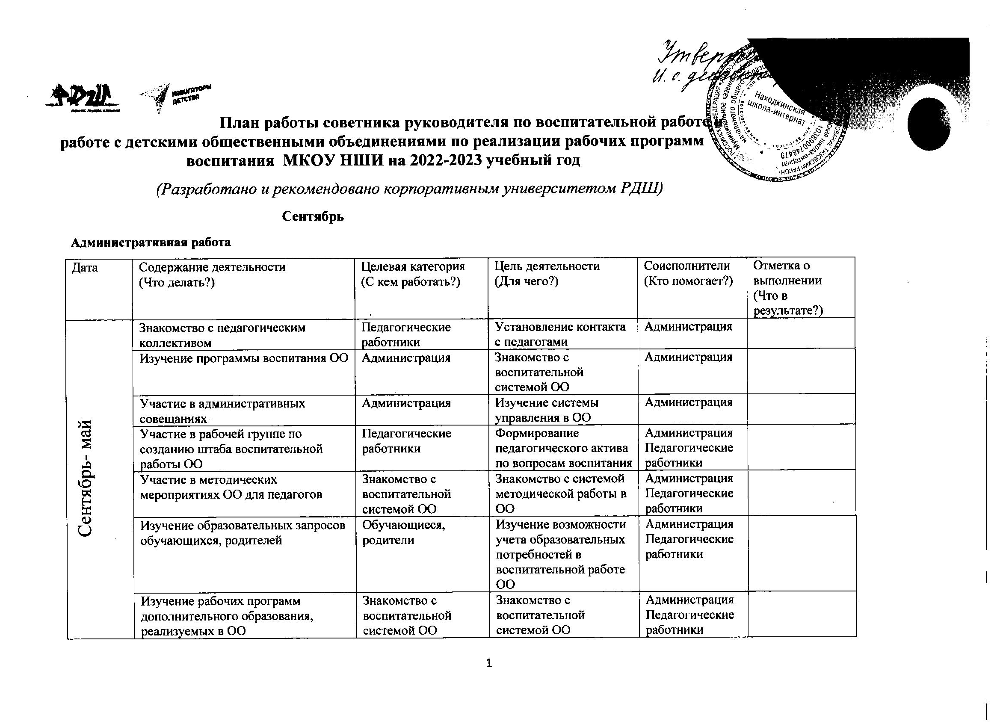 И. о.
НАВИГАТОРЫ
ДЕТСТВА
Находкинская
школа-интернат
План работы советника руководителя по воспитательной работе и
работе с детскими общественными объединениями по реализации рабочих программ
воспитания МКОУ НШИ на 2022-2023 учебный год
(Разработано и рекомендовано корпоративным университетом РДШ)
Сентябрь
Административная работа
Дата
Содержание деятельности
(Что делать?)
Целевая категория
(С кем работать?)
Цель деятельности
(Для чего?)
Соисполнители
(Кто помогает?)
Отметка о
выполнении
(Что в
результате?)
Сентябрь- май
Знакомство с педагогическим
коллективом
Педагогические
работники
Установление контакта
с педагогами
Администрация
Изучение программы воспитания ОО
Администрация
Знакомство с
воспитательной
системой ОО
Администрация
Участие в административных
совещаниях
Администрация
Изучение системы
управления в ОО
Администрация
Участие в рабочей группе по
созданию штаба воспитательной
работы ОО
Педагогические
работники
Формирование
педагогического актива
по вопросам воспитания
Администрация
Педагогические
работники
Участие в методических
мероприятиях ОО для педагогов
Знакомство с
воспитательной
системой ОО
Знакомство с системой
методической работы в
ОО
Администрация
Педагогические
работники
Изучение образовательных запросов
обучающихся, родителей
Обучающиеся,
родители
Изучение возможности
учета образовательных
потребностей в
воспитательной работе
ОО
Администрация
Педагогические
работники
Изучение рабочих программ
дополнительного образования,
реализуемых в ОО
Знакомство с
воспитательной
системой ОО
Знакомство с
воспитательной
системой ОО
Администрация
Педагогические
работники
1